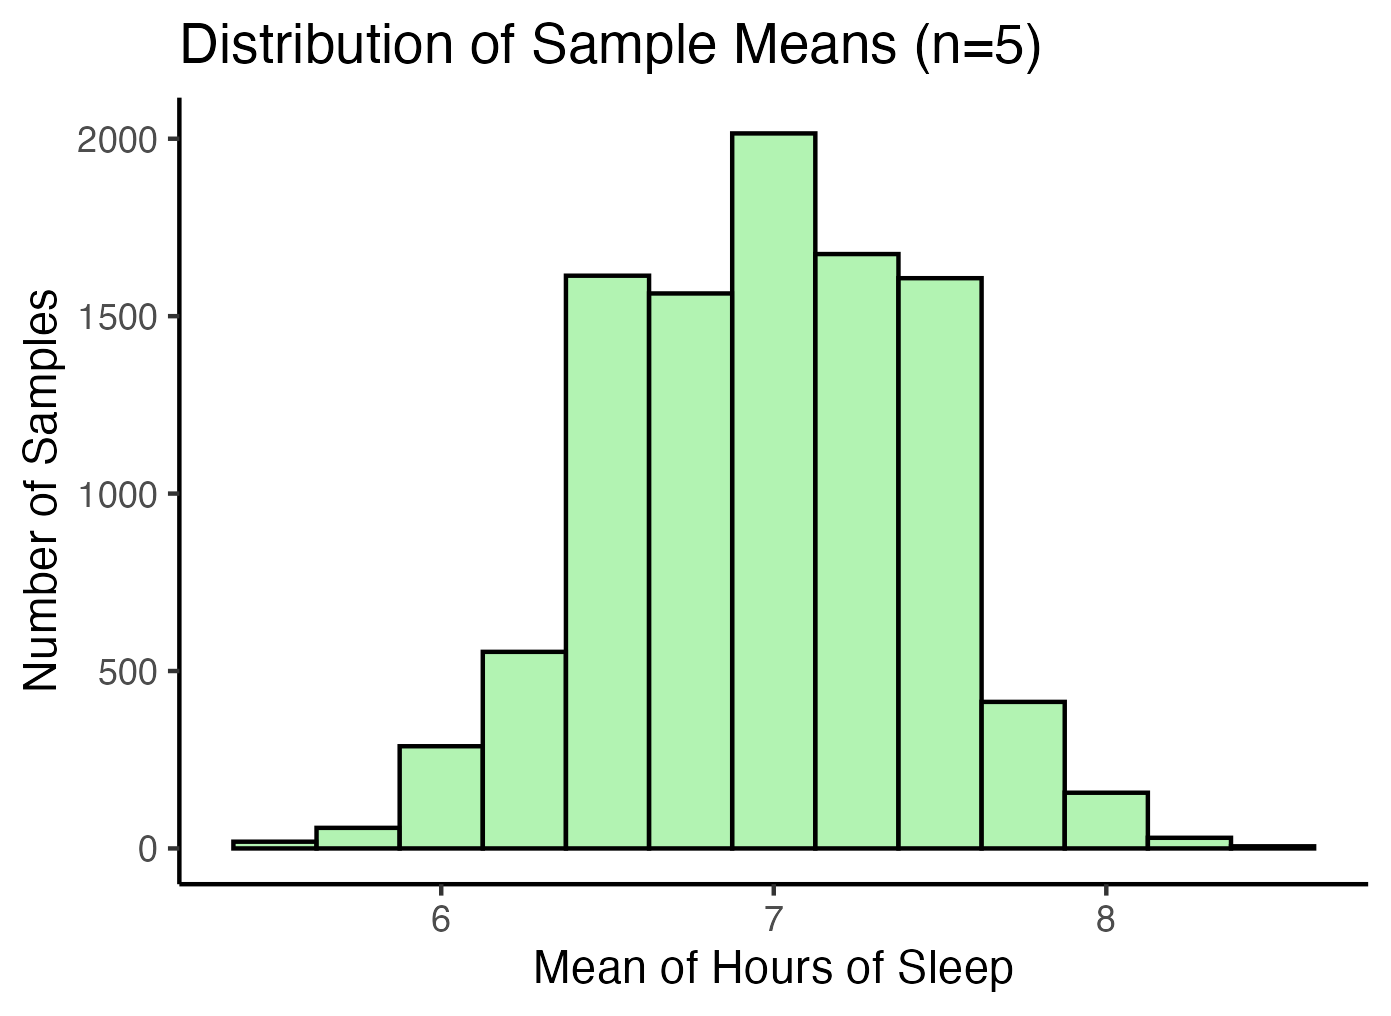 Distribution of Sample Means (n=5)
Number of Samples
2000
1500
1000
500
0
6 7 8
Mean of Hours of Sleep